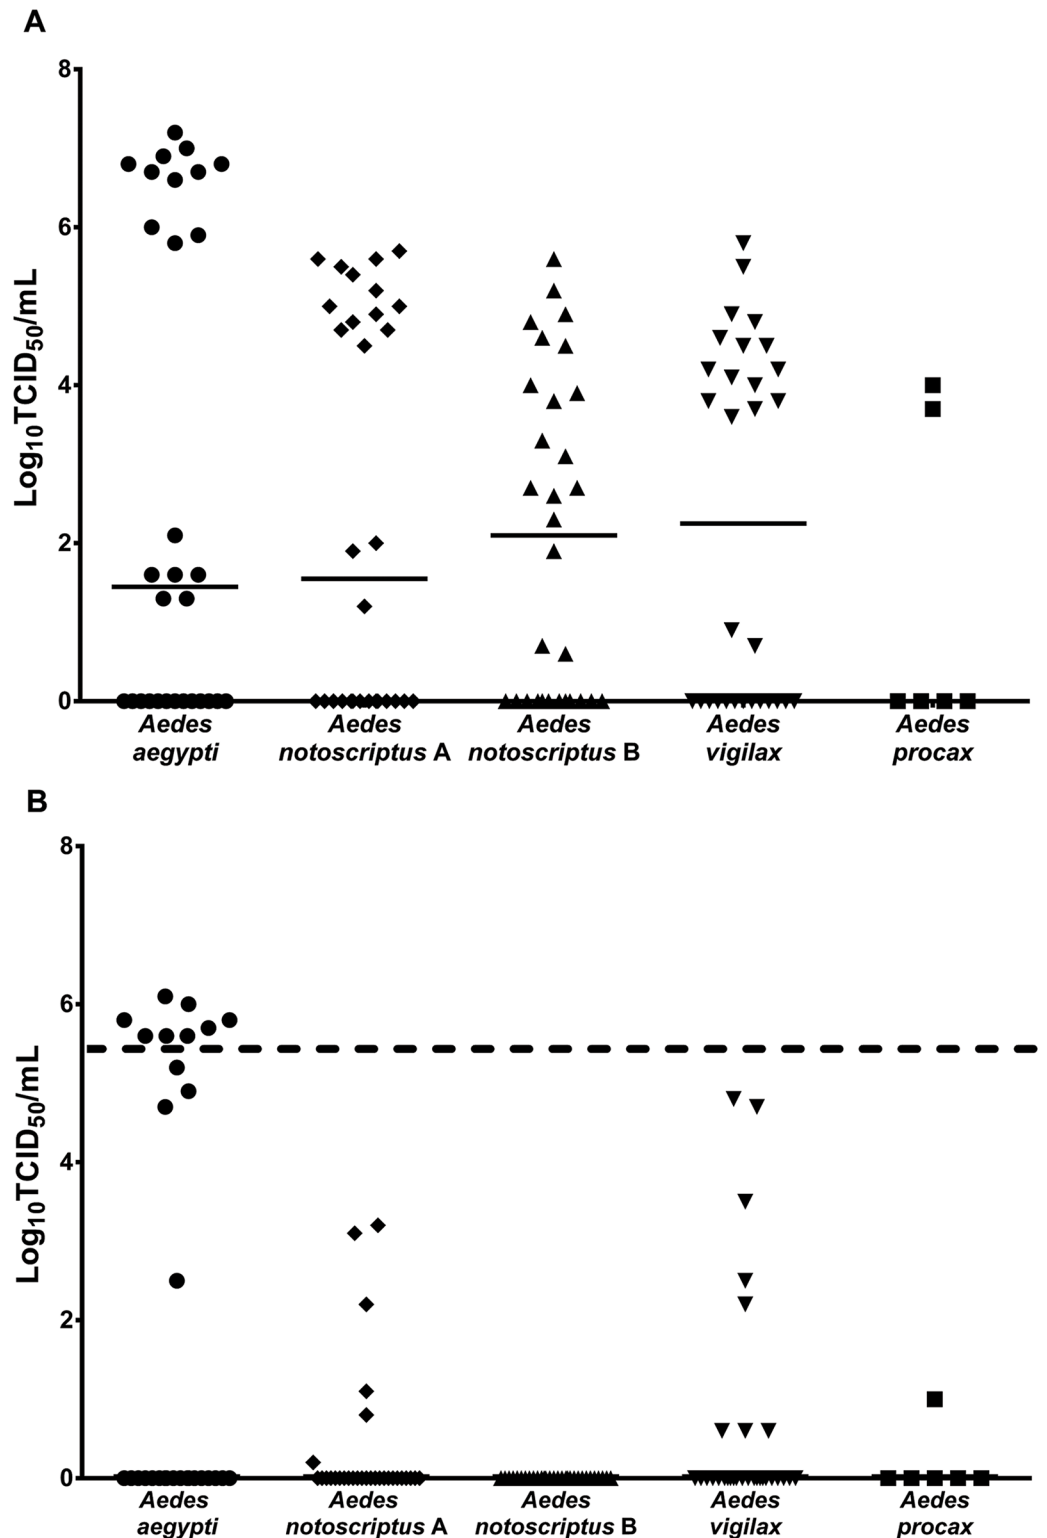 A
8
6
4
2
0
Log10TCID50/mL
Aedes aegypti
Aedes notoscriptus A
Aedes notoscriptus B
Aedes vigilax
Aedes procax
B
8
6
4
2
0
Log10TCID50/mL
Aedes aegypti
Aedes notoscriptus A
Aedes notoscriptus B
Aedes vigilax
Aedes procax